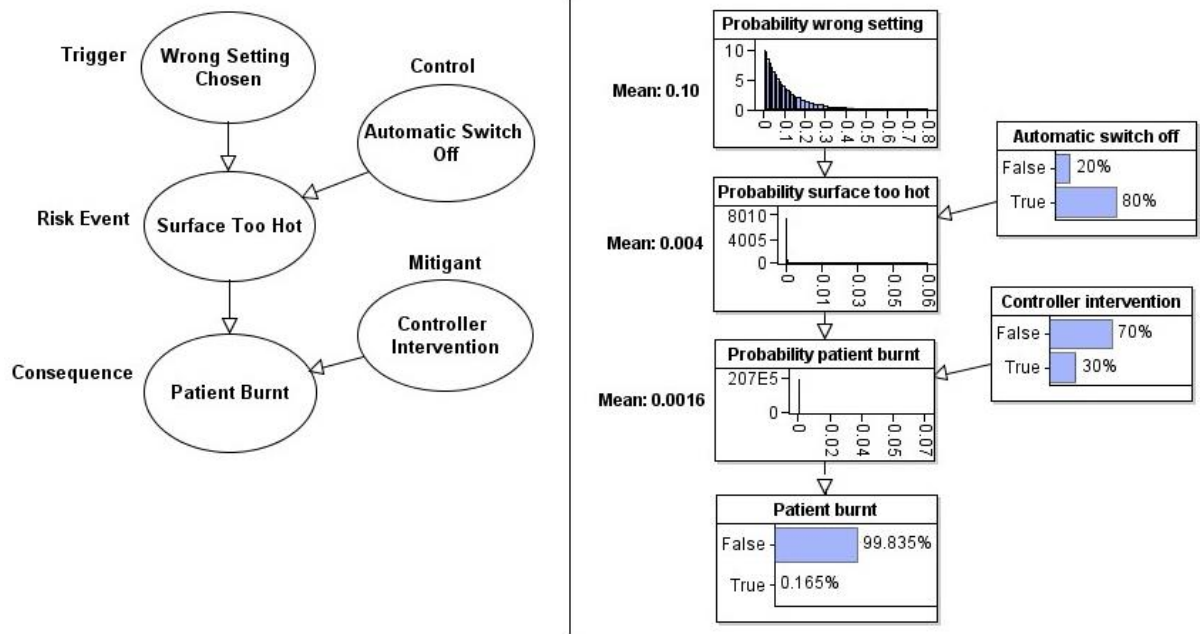 Trigger
Wrong Setting
Chosen
Control
Automatic Switch
Off
Risk Event
Surface Too Hot
Mitigant
Controller
Intervention
Consequence
Patient Burnt
Probability wrong setting
10
5
0
0 0.1 0.2 0.3 0.4 0.5 0.6 0.7 0.8
Mean: 0.10
Automatic switch off
False 20%
True 80%
Probability surface too hot
8010
4005
0
0 0.01 0.03 0.05 0.06
Mean: 0.004
Controller intervention
False 70%
True 30%
Probability patient burnt
207E5
0
0 0.02 0.04 0.05 0.07
Mean: 0.0016
Patient burnt
False 99.835%
True 0.165%